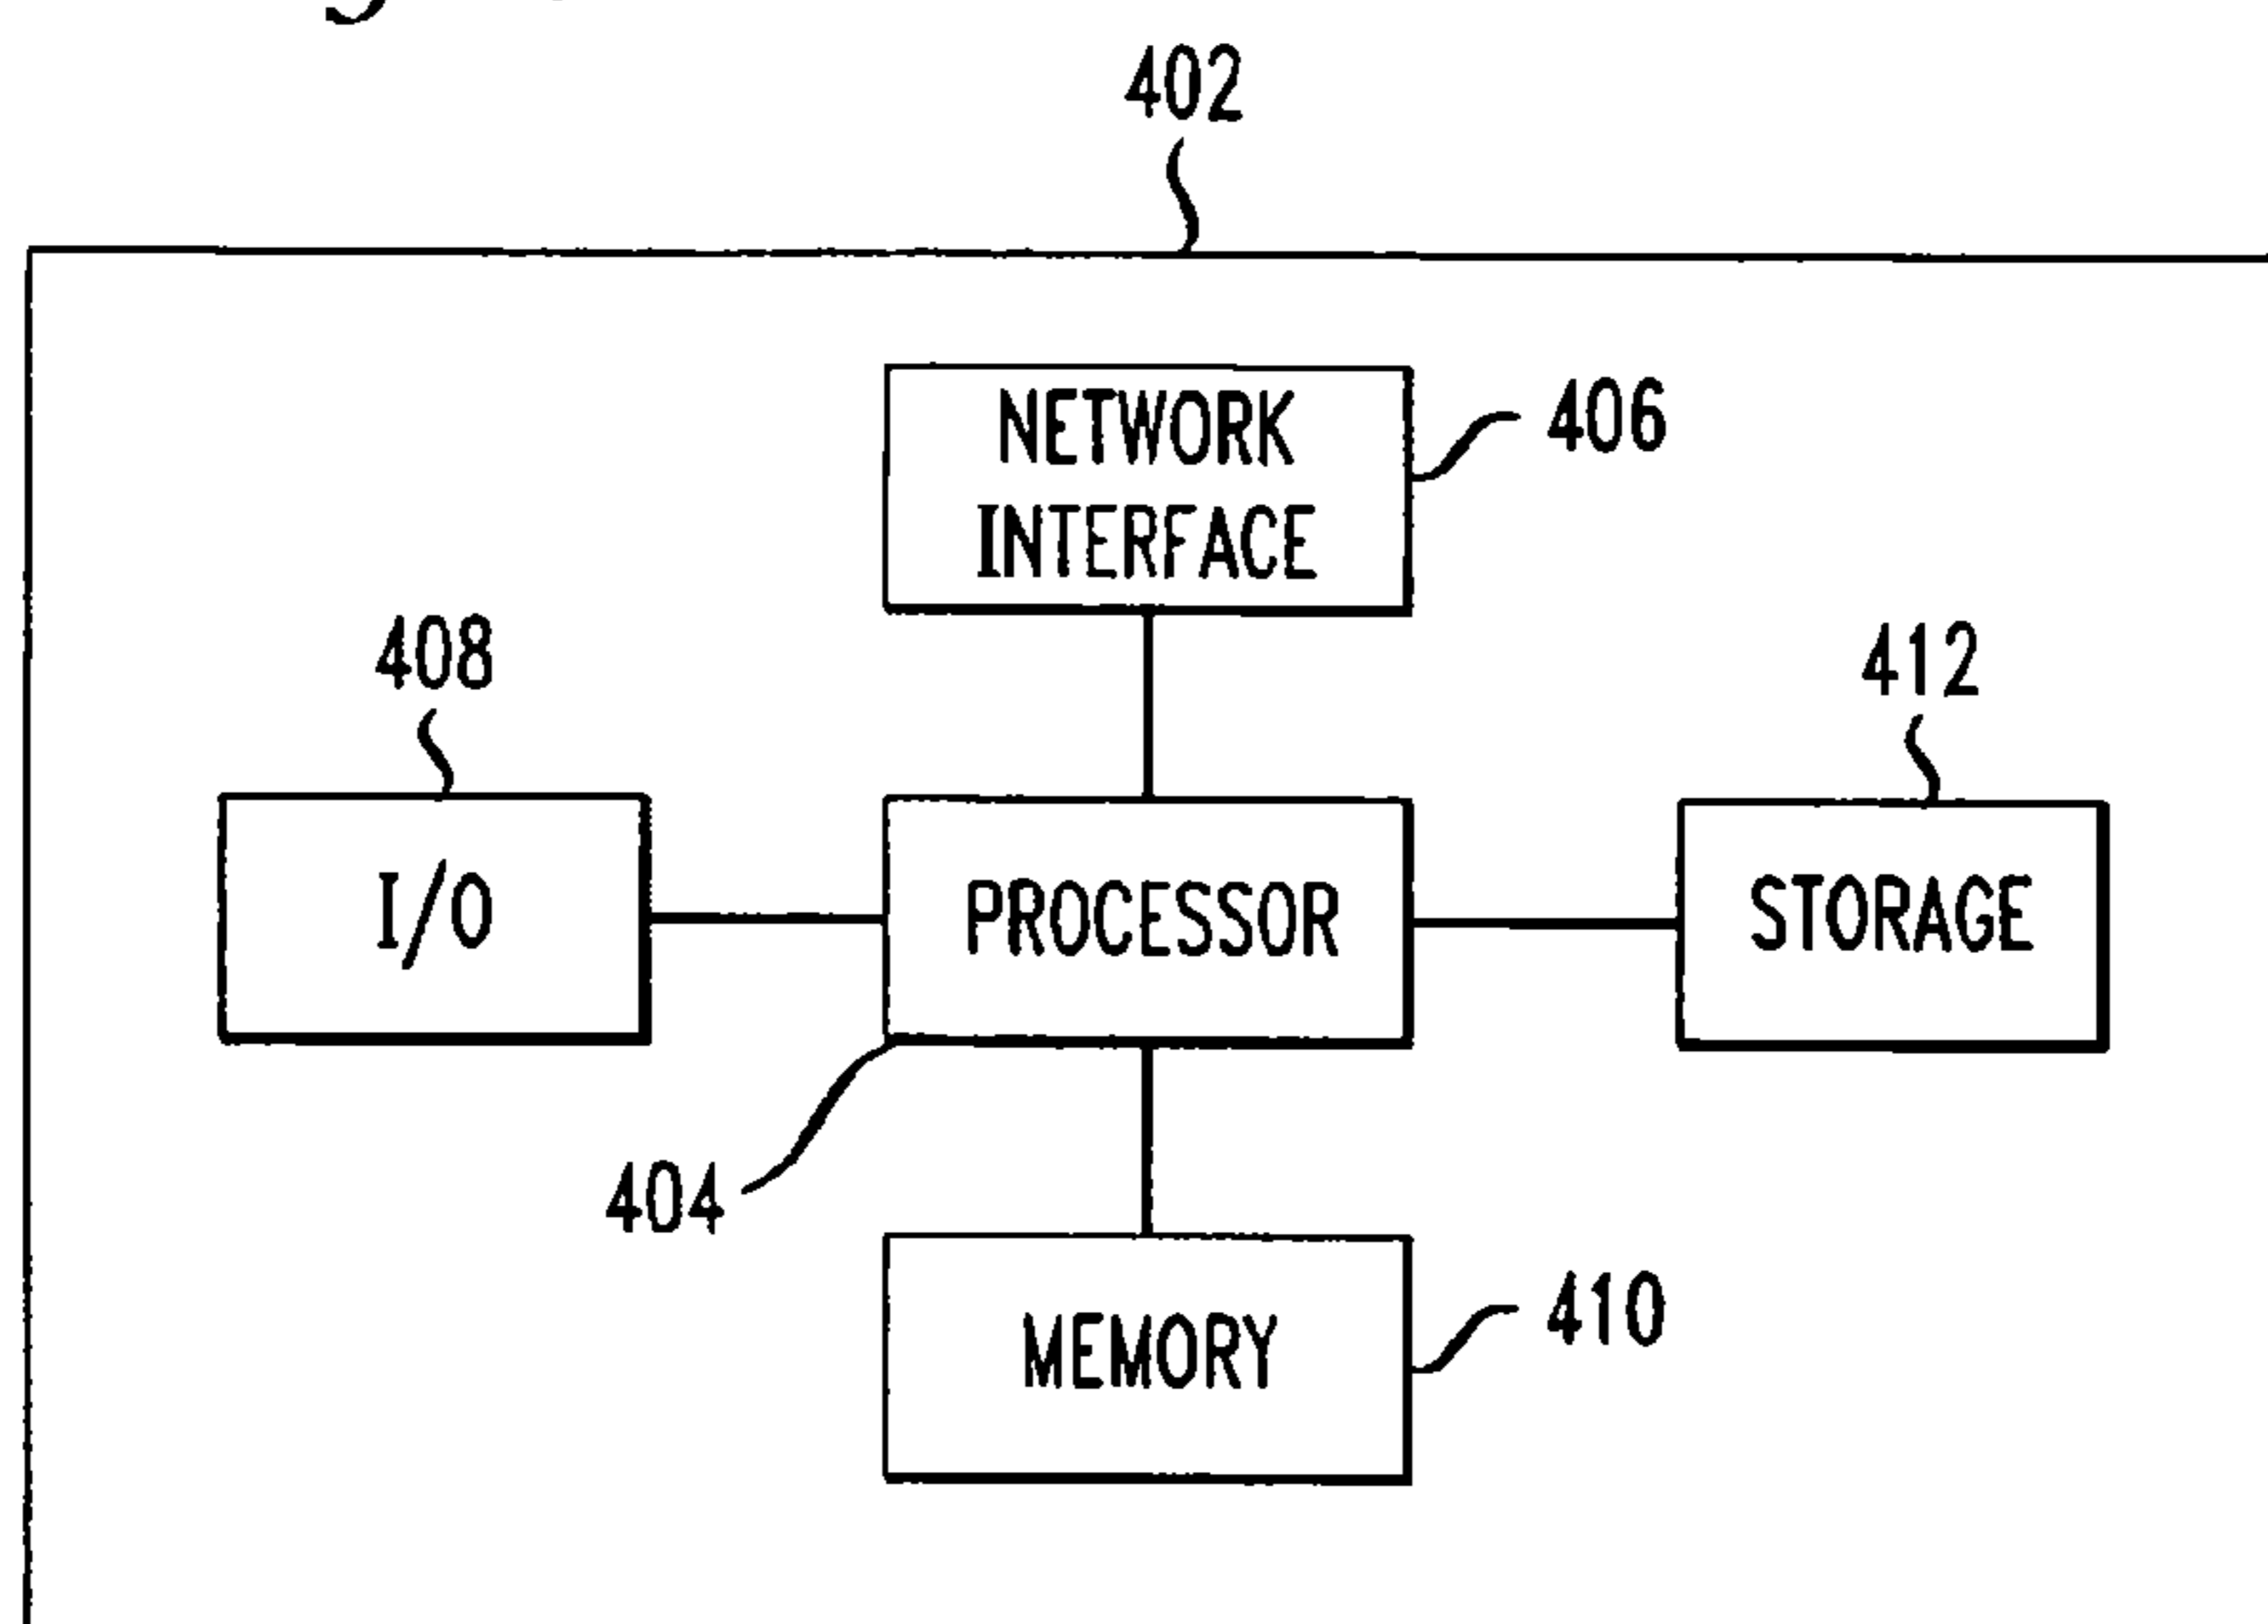 402
NETWORK
INTERFACE
406
408
412
I/O
PROCESSOR
STORAGE
404
MEMORY
410